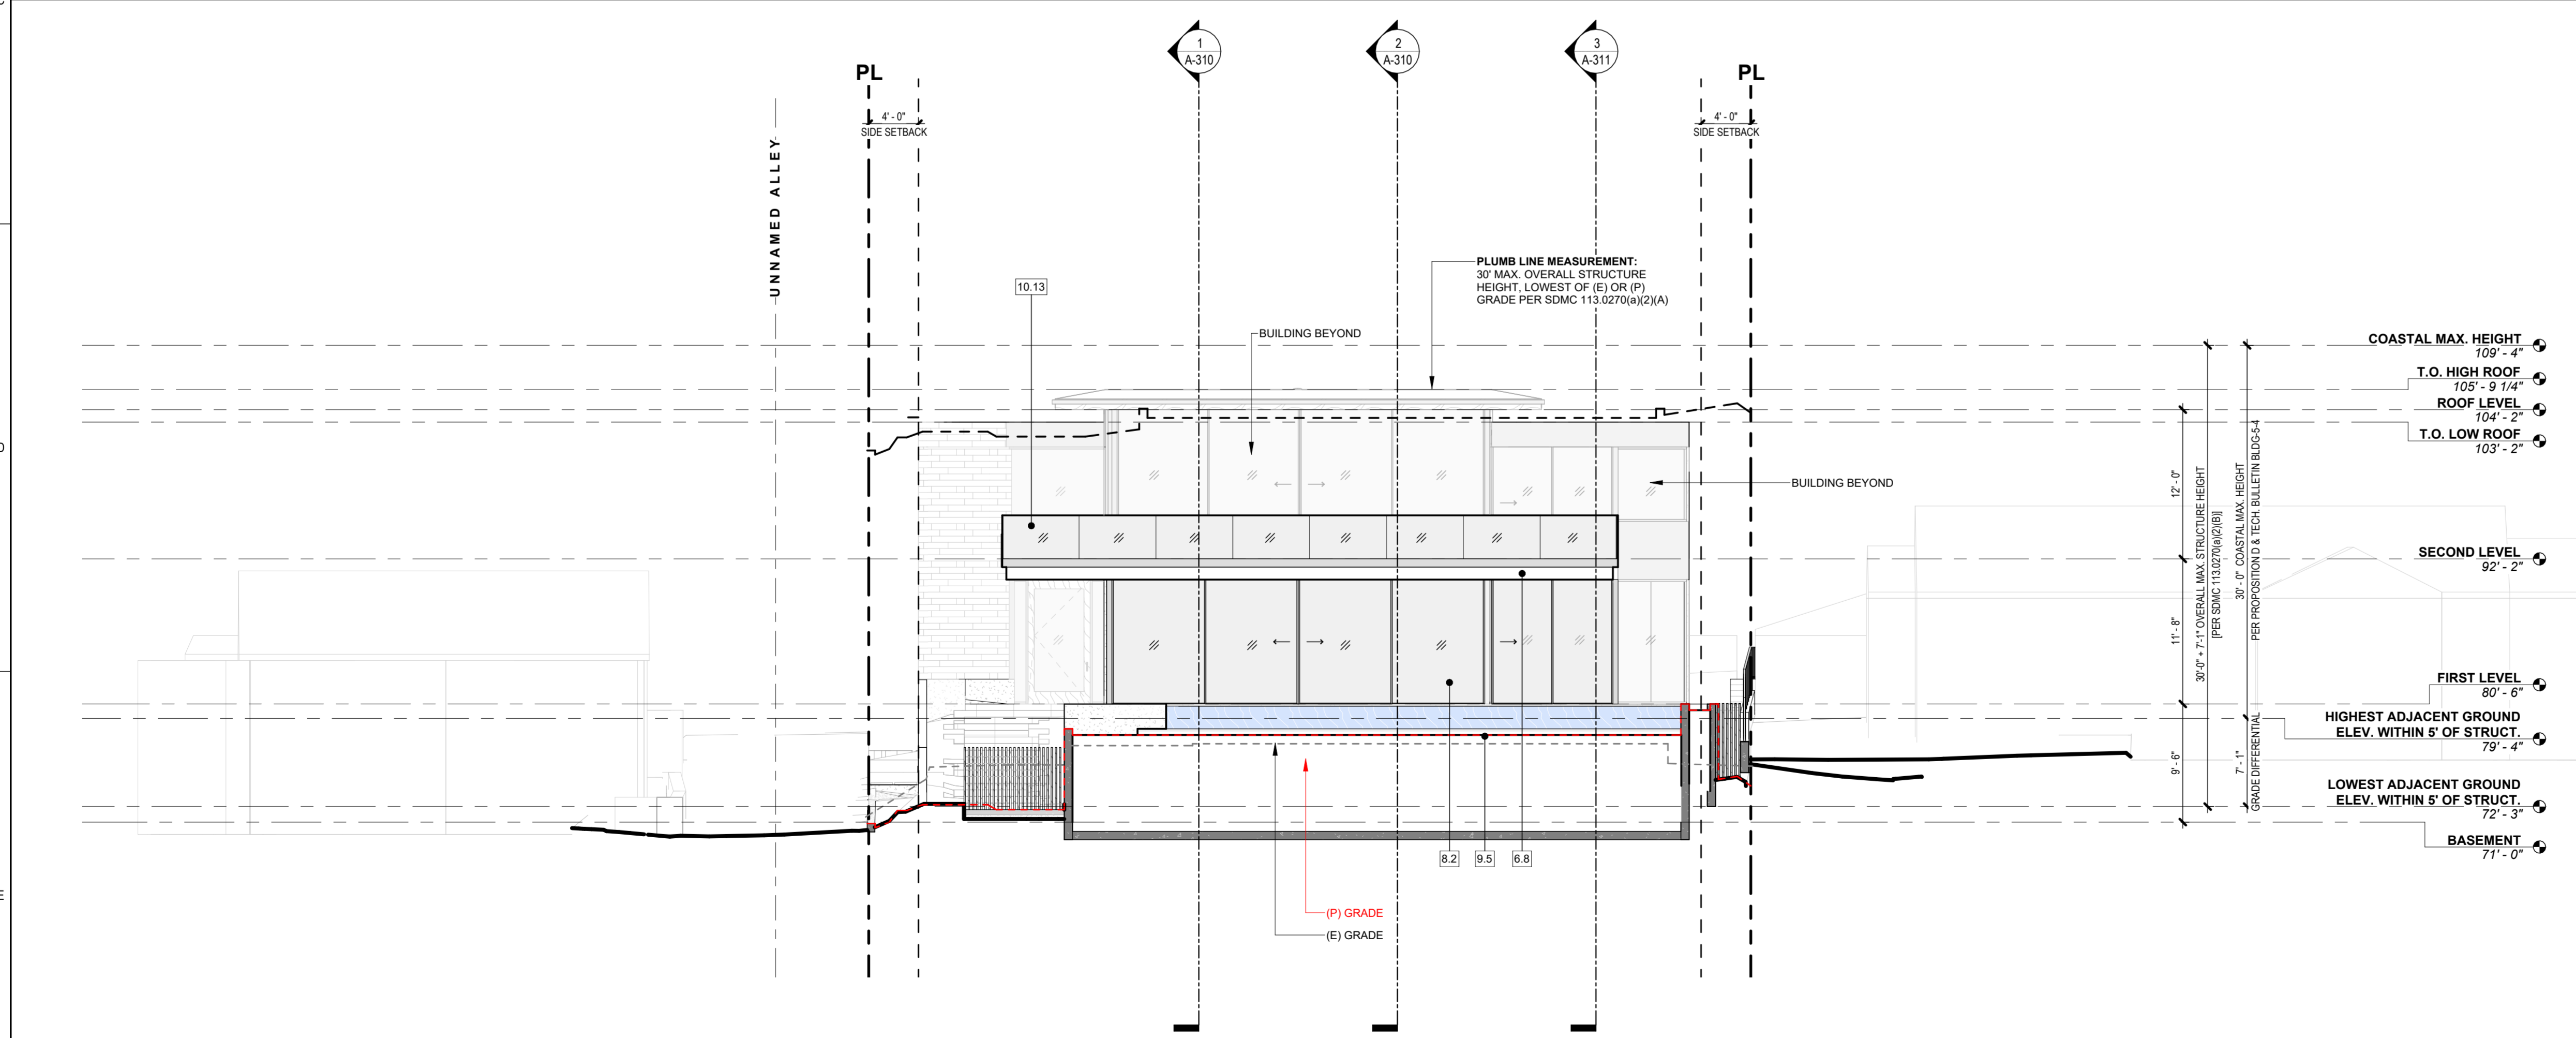 1
A-310
2
A-310
3
A-311
PL
PL
4' - 0"
SIDE SETBACK
4' - 0"
SIDE SETBACK
UNNAMED ALLEY
PLUMB LINE MEASUREMENT:
30' MAX. OVERALL STRUCTURE
HEIGHT, LOWEST OF (E) OR (P)
GRADE PER SDMC 113.0270(a)(2)(A)
10.13
BUILDING BEYOND
BUILDING BEYOND
COASTAL MAX. HEIGHT
109' - 4"
T.O. HIGH ROOF
105' - 9 1/4"
ROOF LEVEL
104' - 2"
T.O. LOW ROOF
103' - 2"
SECOND LEVEL
92' - 2"
FIRST LEVEL
80' - 6"
HIGHEST ADJACENT GROUND
ELEV. WITHIN 5' OF STRUCT.
79' - 4"
LOWEST ADJACENT GROUND
ELEV. WITHIN 5' OF STRUCT.
72' - 3"
BASEMENT
71' - 0"
12' - 0"
11' - 8"
9' - 6"
30'-0" + 7'-1" OVERALL MAX. STRUCTURE HEIGHT
[PER SDMC 113.0270(a)(2)(B)]
30' - 0" COASTAL MAX. HEIGHT
PER PROPOSITION D & TECH. BULLETIN BLDG-5-4
7' - 1"
GRADE DIFFERENTIAL
8.2
9.5
6.8
(P) GRADE
(E) GRADE
D
E